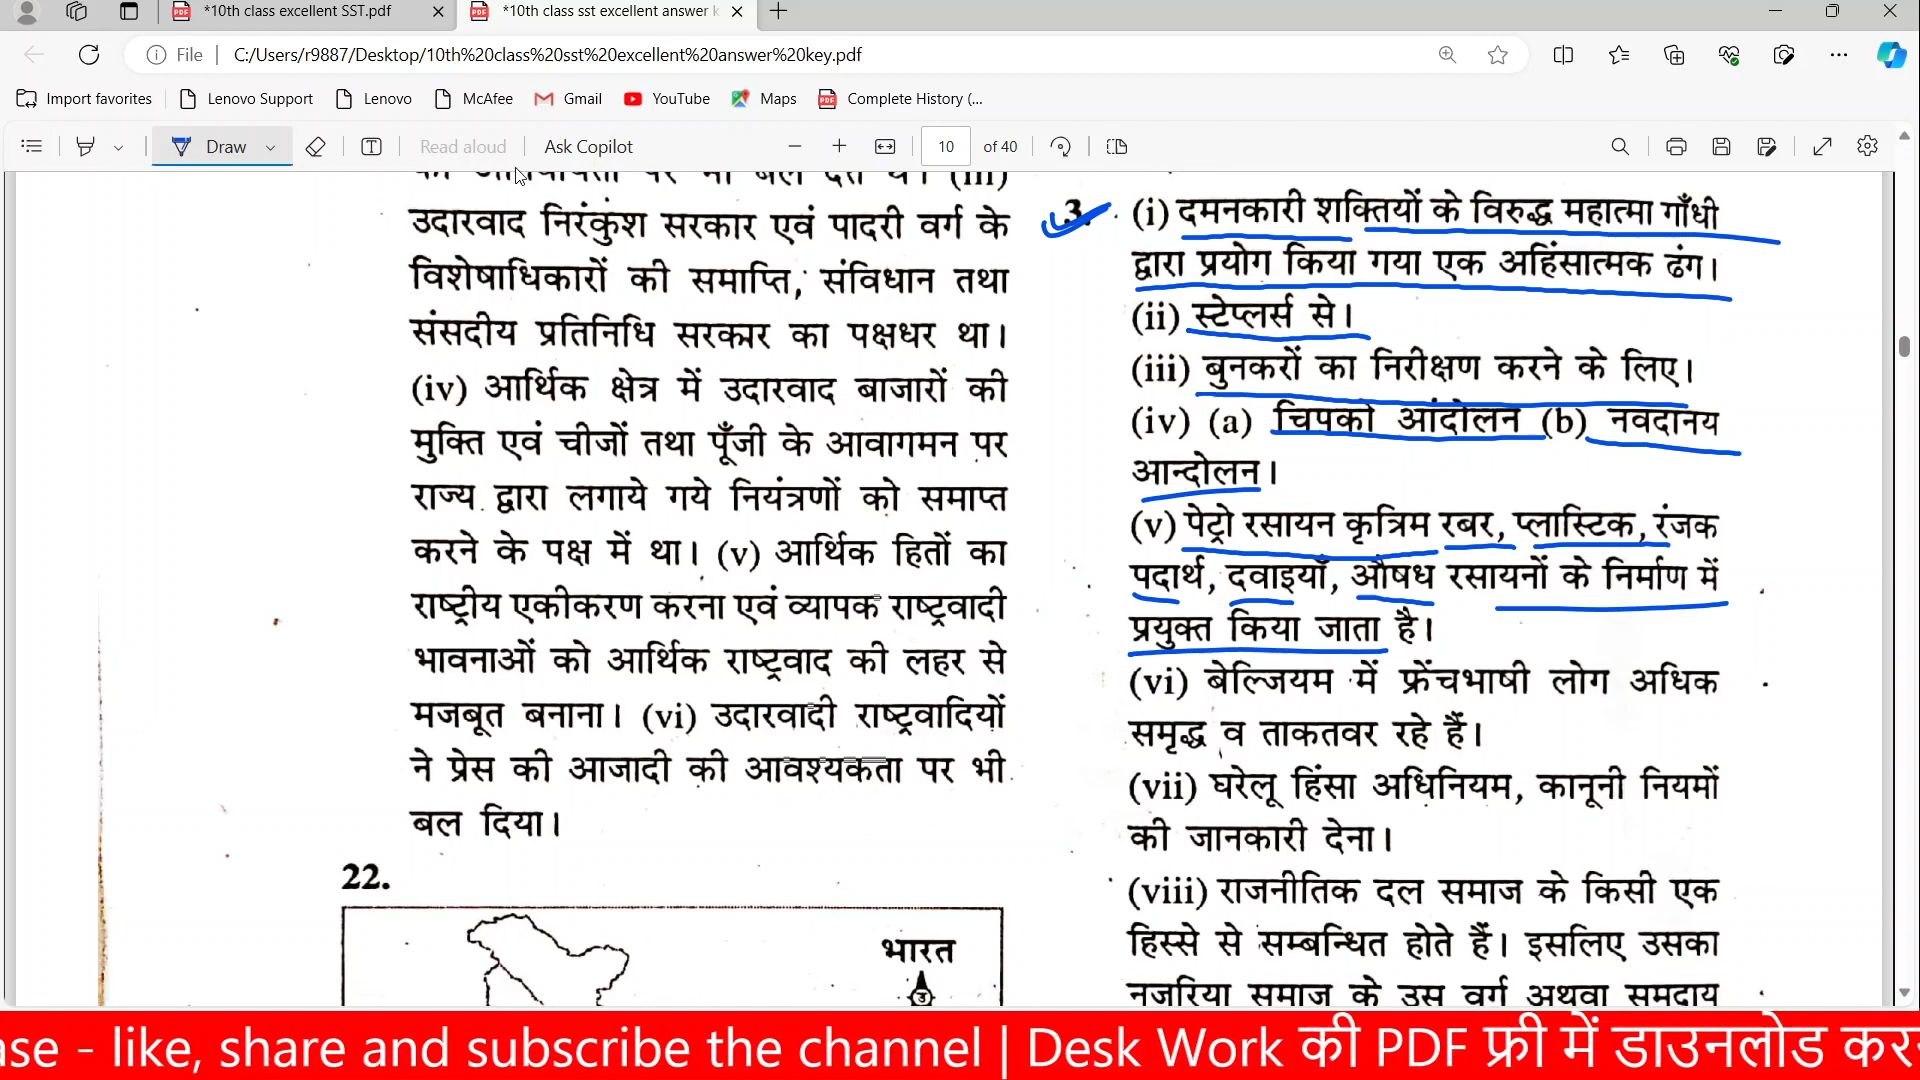 *10th class excellent SST.pdf
*10th class sst excellent answer k
File
C:/Users/r9887/Desktop/10th%20class%20sst%20excellent%20answer%20key.pdf
Import favorites
Lenovo Support
Lenovo
McAfee
Gmail
YouTube
Maps
Complete History (...
Draw
Read aloud
Ask Copilot
10
of 40
(iii)
उदारवाद निरंकुंश सरकार एवं पादरी वर्ग के
विशेषाधिकारों की समाप्ति, संविधान तथा
संसदीय प्रतिनिधि सरकार का पक्षधर था।
(iv) आर्थिक क्षेत्र में उदारवाद बाजारों की
मुक्ति एवं चीजों तथा पूँजी के आवागमन पर
राज्य द्वारा लगाये गये नियंत्रणों को समाप्त
करने के पक्ष में था। (v) आर्थिक हितों का
राष्ट्रीय एकीकरण करना एवं व्यापक राष्ट्रवादी
भावनाओं को आर्थिक राष्ट्रवाद की लहर से
मजबूत बनाना। (vi) उदारवादी राष्ट्रवादियों
ने प्रेस की आजादी की आवश्यकता पर भी
बल दिया।
22.
भारत
3. (i) दमनकारी शक्तियों के विरुद्ध महात्मा गाँधी
द्वारा प्रयोग किया गया एक अहिंसात्मक ढंग।
(ii) स्टेप्लर्स से।
(iii) बुनकरों का निरीक्षण करने के लिए।
(iv) (a) चिपको आंदोलन (b) नवदानय
आन्दोलन।
(v) पेट्रो रसायन कृत्रिम रबर, प्लास्टिक, रंजक
पदार्थ, दवाइयाँ, औषध रसायनों के निर्माण में
प्रयुक्त किया जाता है।
(vi) बेल्जियम में फ्रेंचभाषी लोग अधिक
समृद्ध व ताकतवर रहे हैं।
(vii) घरेलू हिंसा अधिनियम, कानूनी नियमों
की जानकारी देना।
(viii) राजनीतिक दल समाज के किसी एक
हिस्से से सम्बन्धित होते हैं। इसलिए उसका
नजरिया समाज के उस वर्ग अथवा समुदाय
ase - like, share and subscribe the channel | Desk Work की PDF फ्री में डाउनलोड